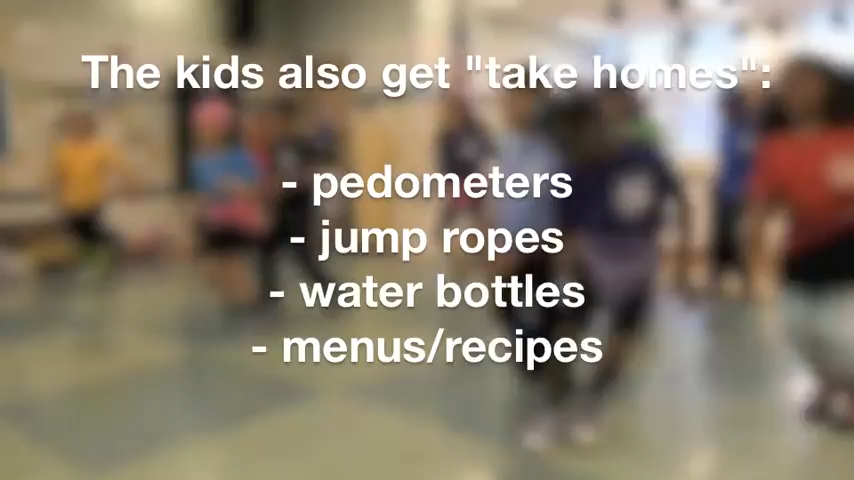 The kids also get "take homes":
- pedometers
- jump ropes
- water bottles
- menus/recipes